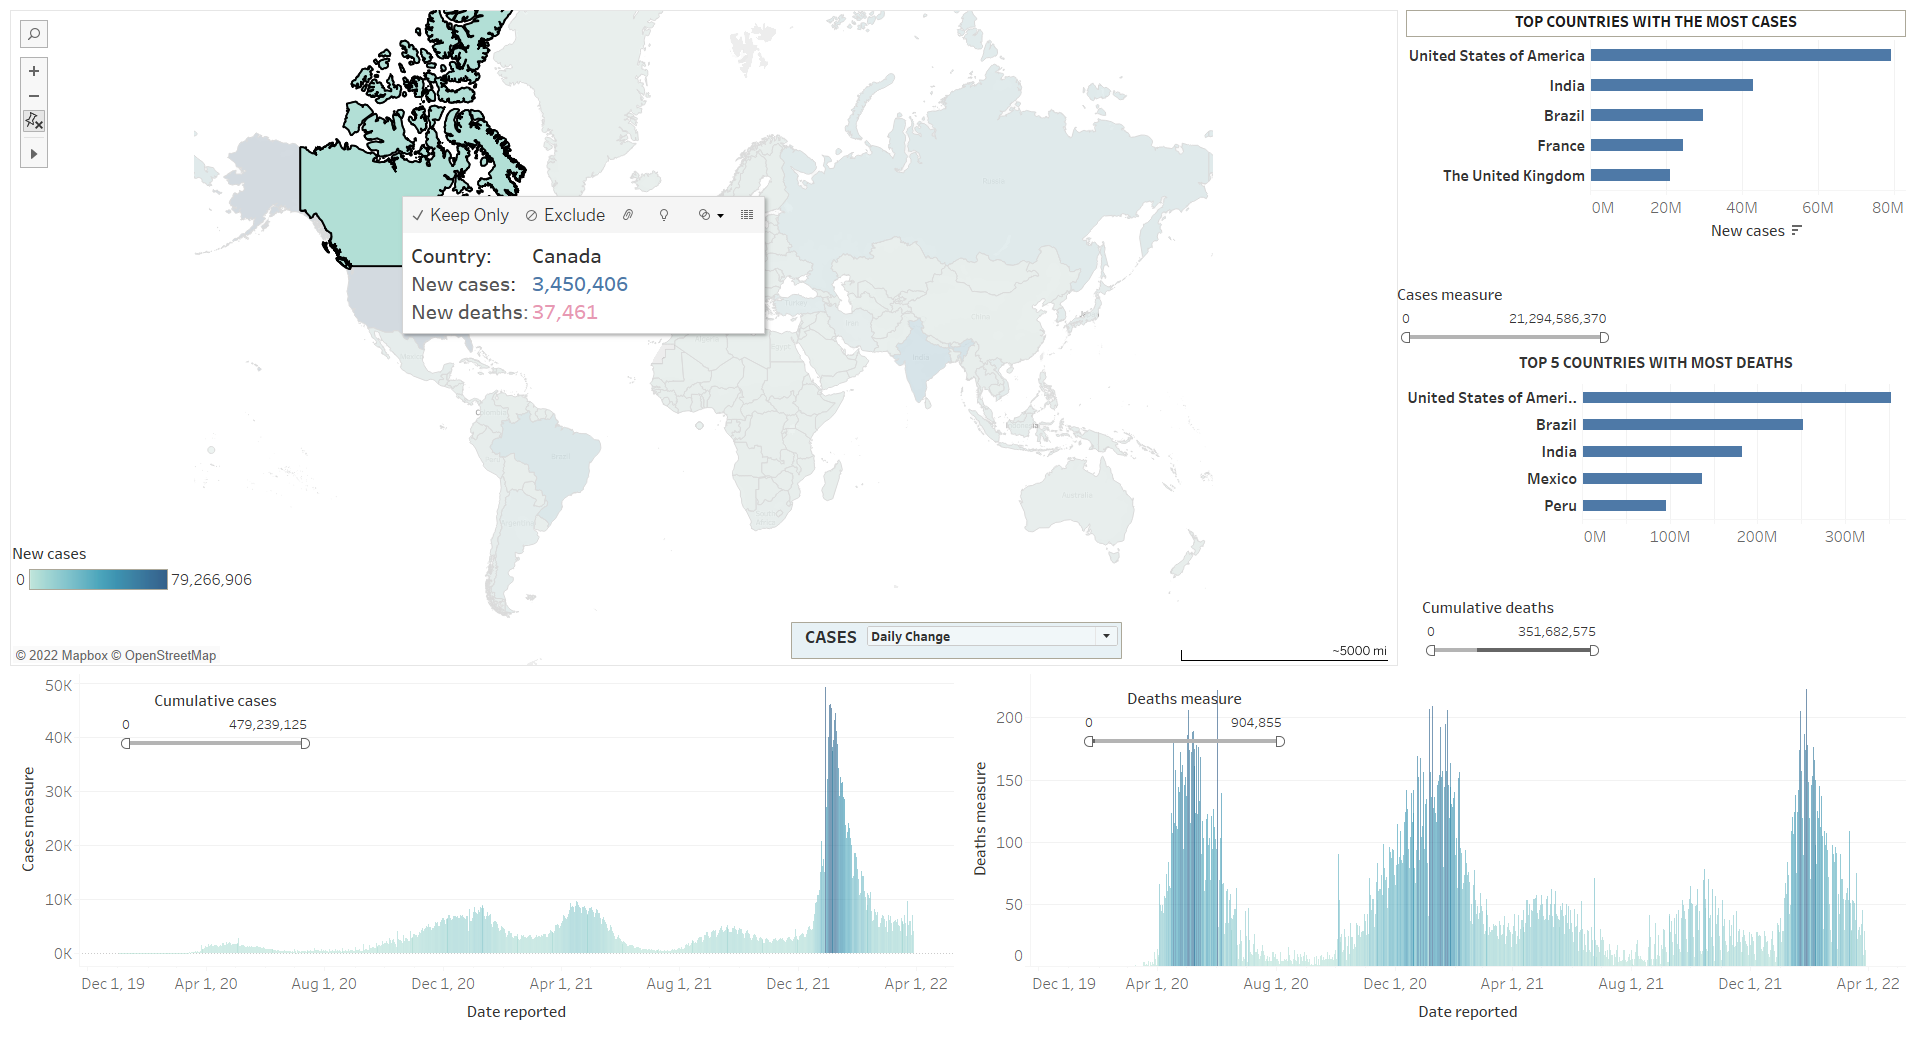 TOP COUNTRIES WITH THE MOST CASES
United States of America
India
Brazil
France
The United Kingdom
0M 20M 40M 60M 80M
New cases
Keep Only Exclude
Country: Canada
New cases: 3,450,406
New deaths: 37,461
Cases measure
0 21,294,586,370
TOP 5 COUNTRIES WITH MOST DEATHS
United States of Ameri..
Brazil
India
Mexico
Peru
0M 100M 200M 300M
Cumulative deaths
0 351,682,575
New cases
0 79,266,906
© 2022 Mapbox © OpenStreetMap
CASES Daily Change
~5000 mi
Cumulative cases
0 479,239,125
Cases measure
50K
40K
30K
20K
10K
0K
Dec 1, 19 Apr 1, 20 Aug 1, 20 Dec 1, 20 Apr 1, 21 Aug 1, 21 Dec 1, 21 Apr 1, 22
Date reported
Deaths measure
0 904,855
Deaths measure
200
150
100
50
0
Dec 1, 19 Apr 1, 20 Aug 1, 20 Dec 1, 20 Apr 1, 21 Aug 1, 21 Dec 1, 21 Apr 1, 22
Date reported